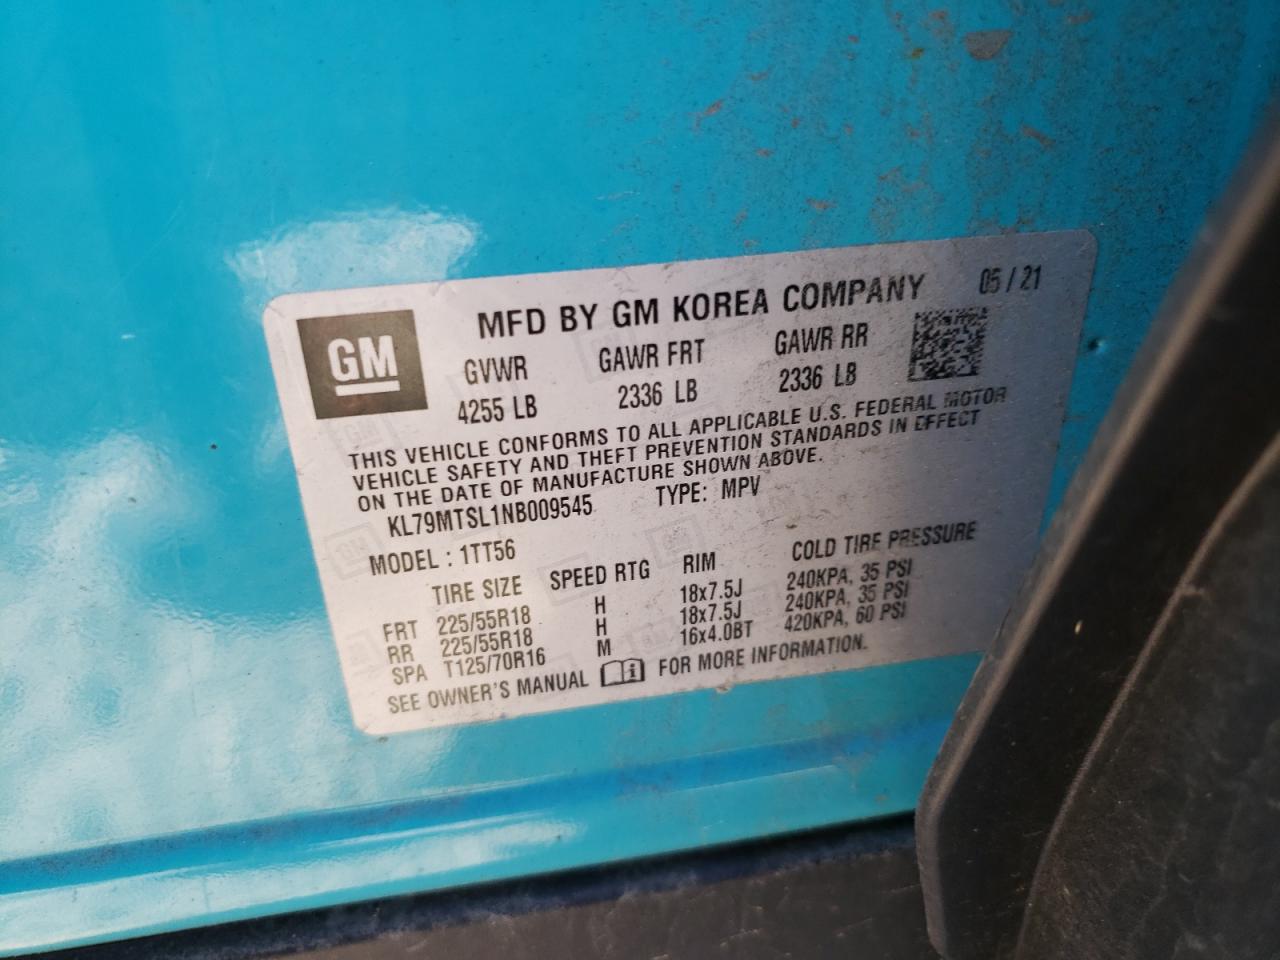 GM
MFD BY GM KOREA COMPANY 05/21
GVWR GAWR FRT GAWR RR
4255 LB 2336 LB 2336 LB
THIS VEHICLE CONFORMS TO ALL APPLICABLE U.S. FEDERAL MOTOR
VEHICLE SAFETY AND THEFT PREVENTION STANDARDS IN EFFECT
ON THE DATE OF MANUFACTURE SHOWN ABOVE.
KL79MTSL1NB009545 TYPE: MPV
MODEL : 1TT56
TIRE SIZE SPEED RTG RIM COLD TIRE PRESSURE
FRT 225/55R18 H 18x7.5J 240KPA, 35 PSI
RR 225/55R18 H 18x7.5J 240KPA, 35 PSI
SPA T125/70R16 M 16x4.0BT 420KPA, 60 PSI
SEE OWNER'S MANUAL FOR MORE INFORMATION.